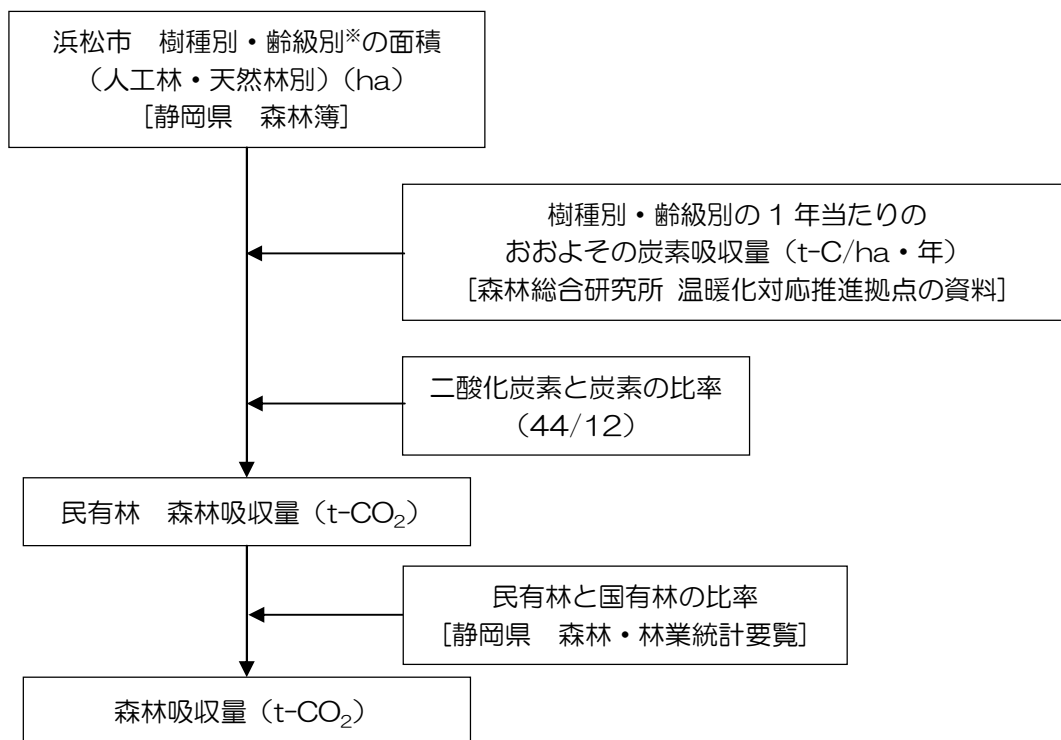 浜松市　樹種別・齢級別※の面積
（人工林・天然林別）（ha）
［静岡県　森林簿］
樹種別・齢級別の 1 年当たりの
おおよその炭素吸収量（t-C/ha・年）
［森林総合研究所 温暖化対応推進拠点の資料］
二酸化炭素と炭素の比率
（44/12）
民有林　森林吸収量（t-CO₂）
民有林と国有林の比率
［静岡県　森林・林業統計要覧］
森林吸収量（t-CO₂）